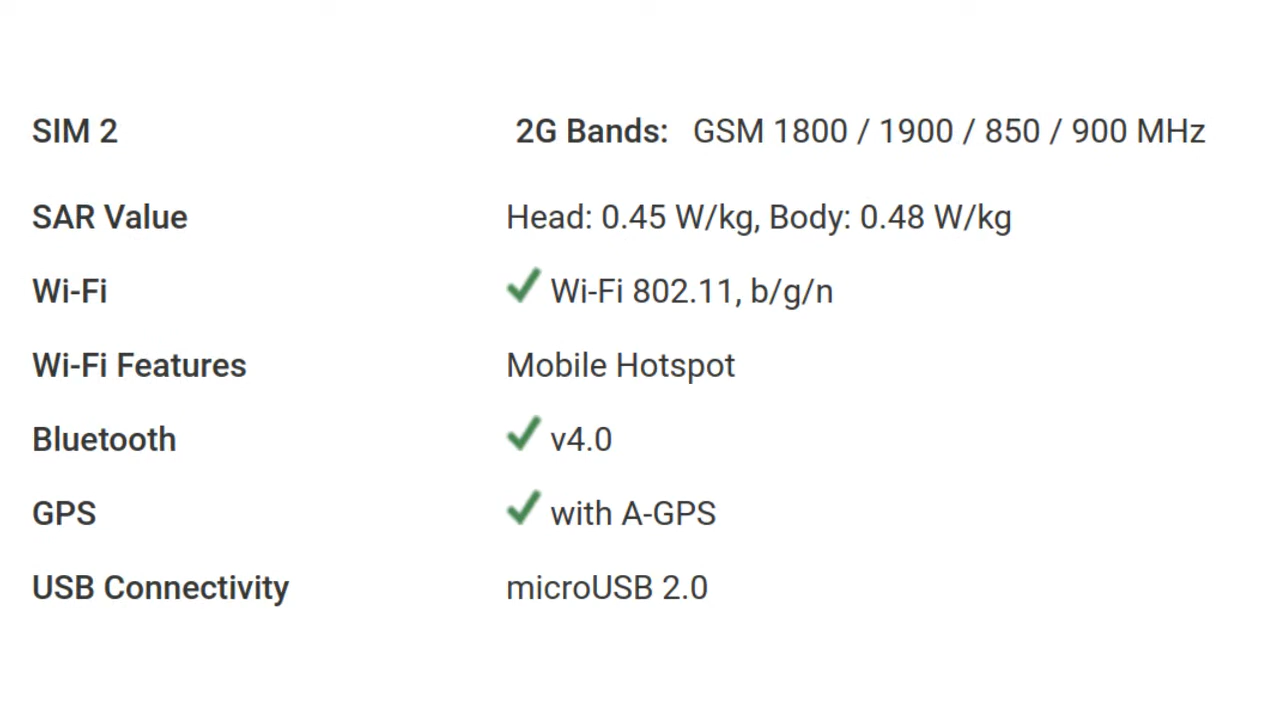 SIM 2 2G Bands: GSM 1800 / 1900 / 850 / 900 MHz
SAR Value Head: 0.45 W/kg, Body: 0.48 W/kg
Wi-Fi Wi-Fi 802.11, b/g/n
Wi-Fi Features Mobile Hotspot
Bluetooth v4.0
GPS with A-GPS
USB Connectivity microUSB 2.0